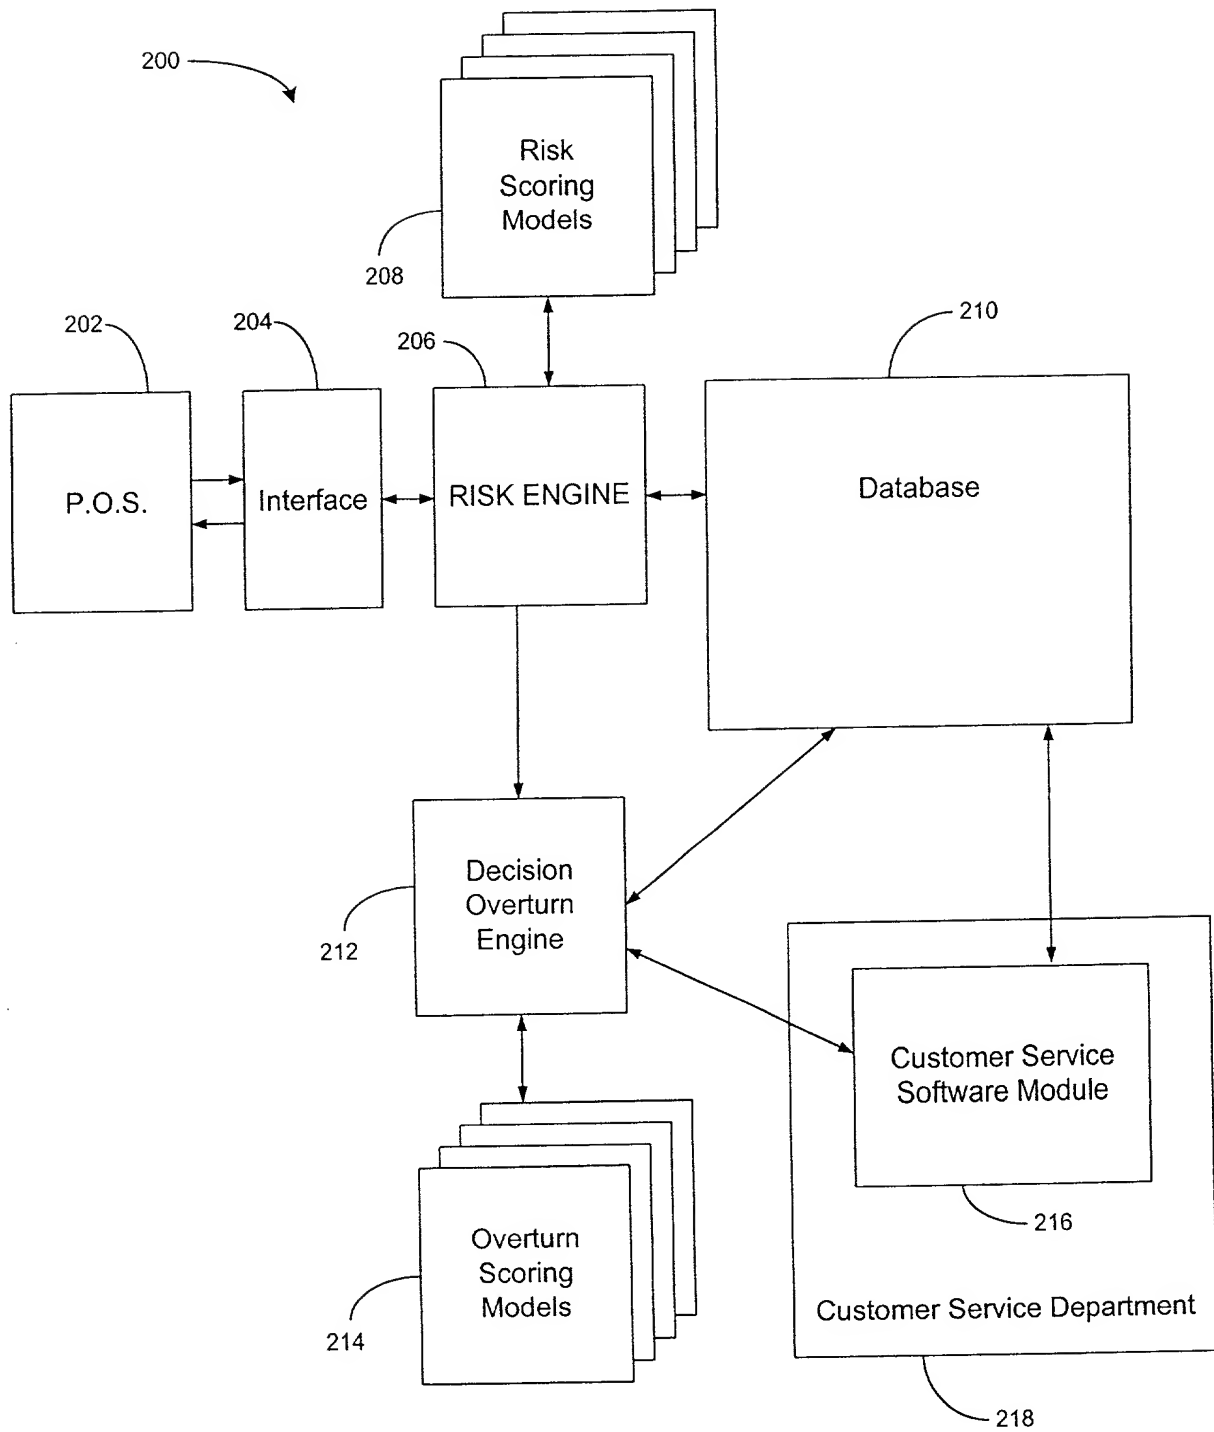 200
Risk
Scoring
Models
208
202
204
206
210
P.O.S.
Interface
RISK ENGINE
Database
Decision
Overturn
Engine
212
Customer Service
Software Module
216
Overturn
Scoring
Models
214
Customer Service Department
218